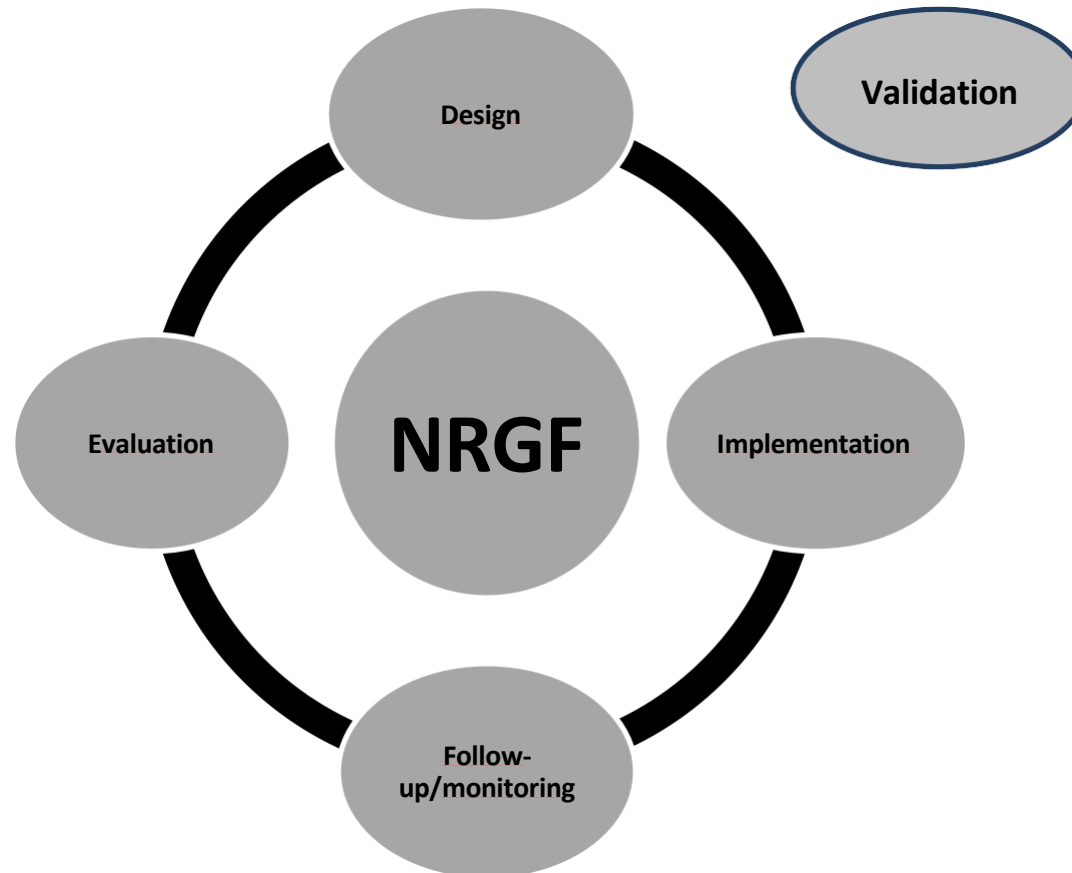 Design
Validation
Evaluation
NRGF
Implementation
Follow-
up/monitoring